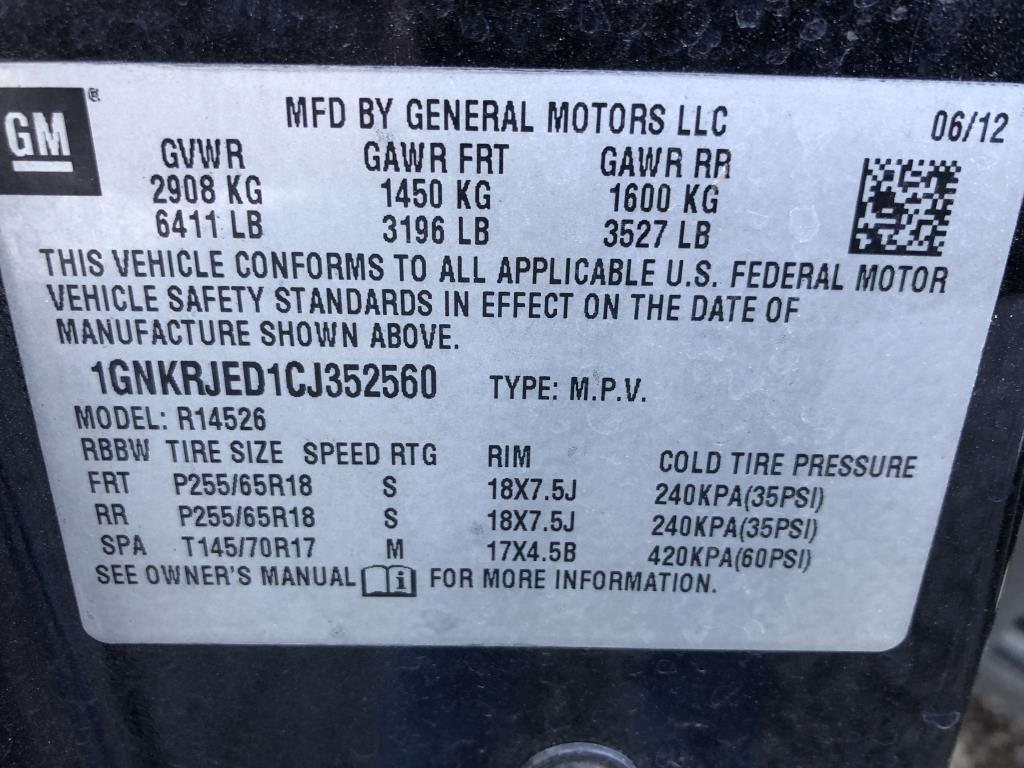 GM®
MFD BY GENERAL MOTORS LLC 06/12
GVWR GAWR FRT GAWR RR
2908 KG 1450 KG 1600 KG
6411 LB 3196 LB 3527 LB
THIS VEHICLE CONFORMS TO ALL APPLICABLE U.S. FEDERAL MOTOR
VEHICLE SAFETY STANDARDS IN EFFECT ON THE DATE OF
MANUFACTURE SHOWN ABOVE.
1GNKRJED1CJ352560 TYPE: M.P.V.
MODEL: R14526
RBBW TIRE SIZE SPEED RTG RIM COLD TIRE PRESSURE
FRT P255/65R18 S 18X7.5J 240KPA(35PSI)
RR P255/65R18 S 18X7.5J 240KPA(35PSI)
SPA T145/70R17 M 17X4.5B 420KPA(60PSI)
SEE OWNER'S MANUAL i FOR MORE INFORMATION.